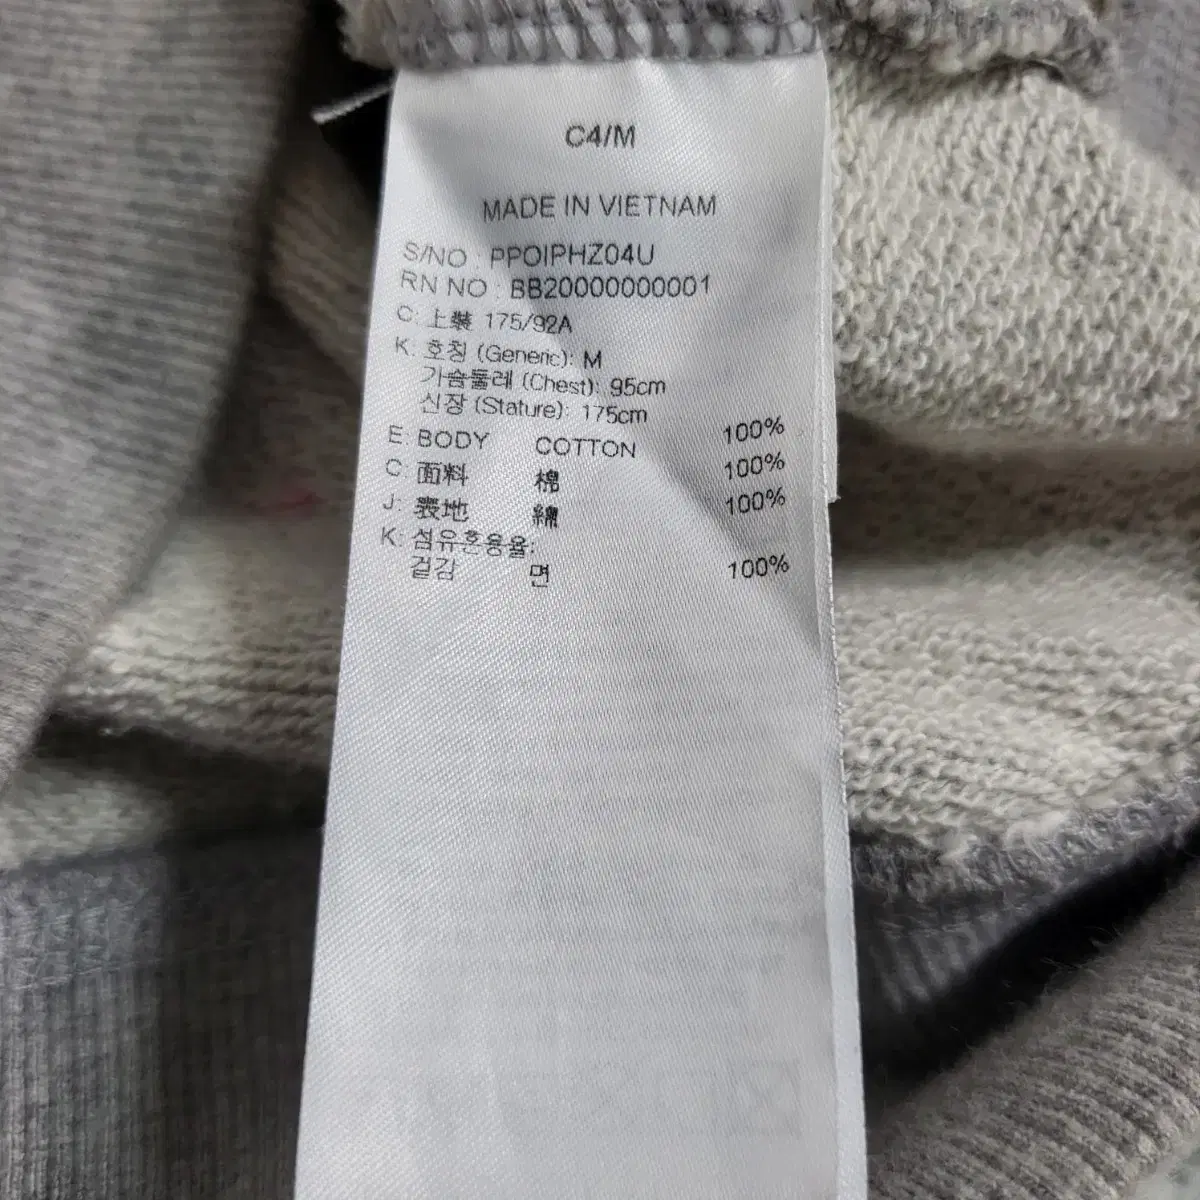 C4/M
MADE IN VIETNAM
S/NO : PPOIPHZ04U
RN NO : BB20000000001
C: 上裝 175/92A
K: 호칭 (Generic): M
가슴둘레 (Chest): 95cm
신장 (Stature): 175cm
E: BODY COTTON 100%
C: 面料 棉 100%
J: 表地 綿 100%
K: 섬유혼용율:
겉감 면 100%